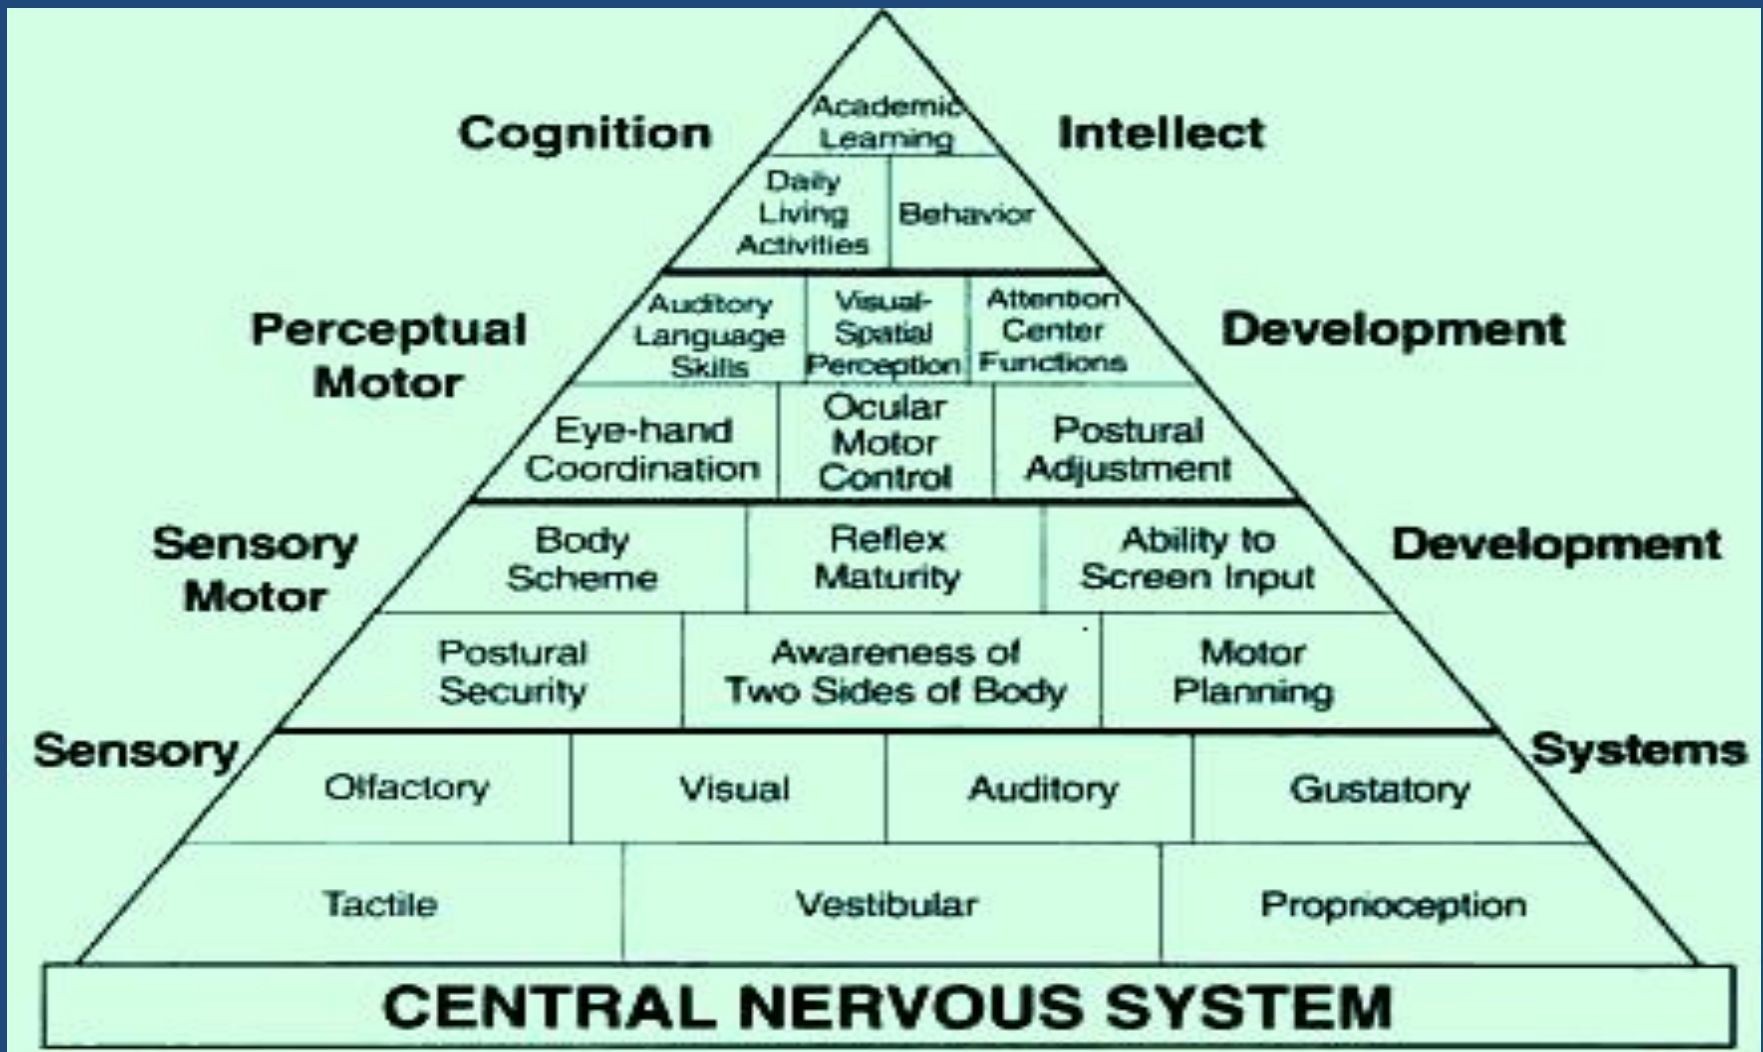 Academic
Learning
Cognition
Intellect
Daily
Living
Activities
Behavior
Auditory
Language
Skills
Visual-
Spatial
Perception
Attention
Center
Functions
Perceptual
Motor
Development
Eye-hand
Coordination
Ocular
Motor
Control
Postural
Adjustment
Sensory
Motor
Body
Scheme
Reflex
Maturity
Ability to
Screen Input
Development
Postural
Security
Awareness of
Two Sides of Body
Motor
Planning
Sensory
Systems
Olfactory
Visual
Auditory
Gustatory
Tactile
Vestibular
Proprioception
CENTRAL NERVOUS SYSTEM